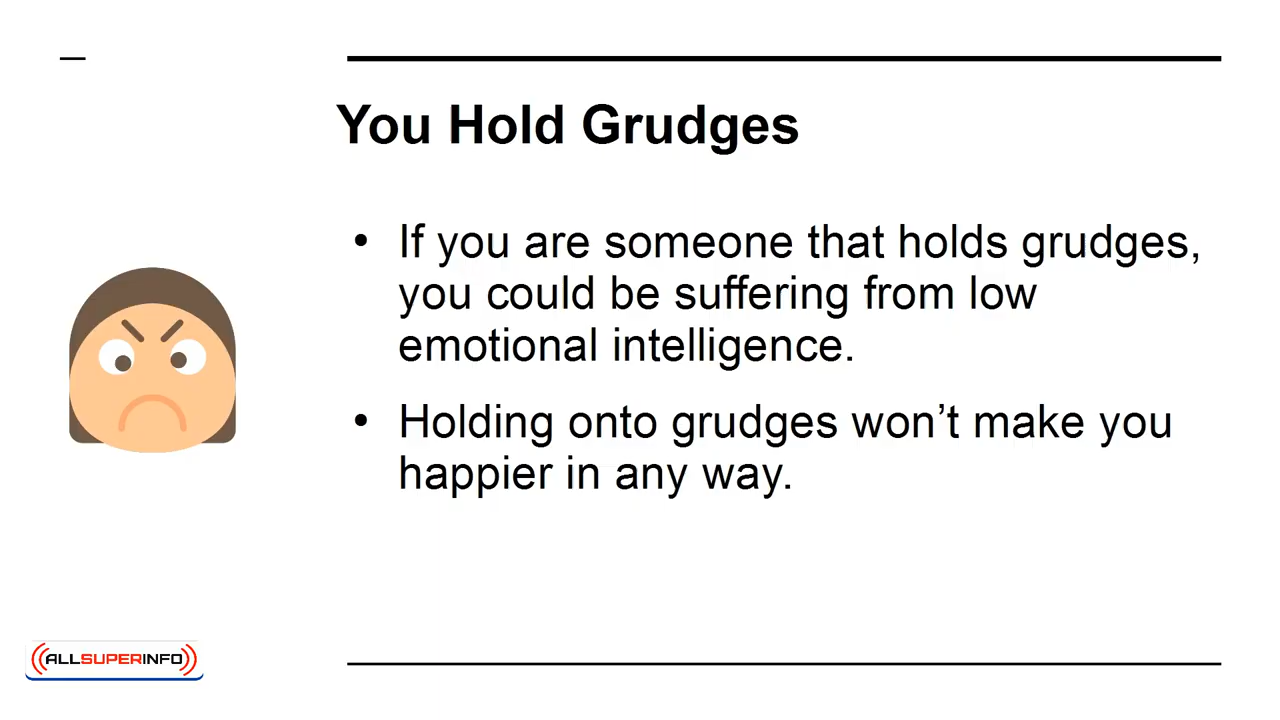 You Hold Grudges
• If you are someone that holds grudges,
you could be suffering from low
emotional intelligence.
• Holding onto grudges won’t make you
happier in any way.
ALLSUPERINFO